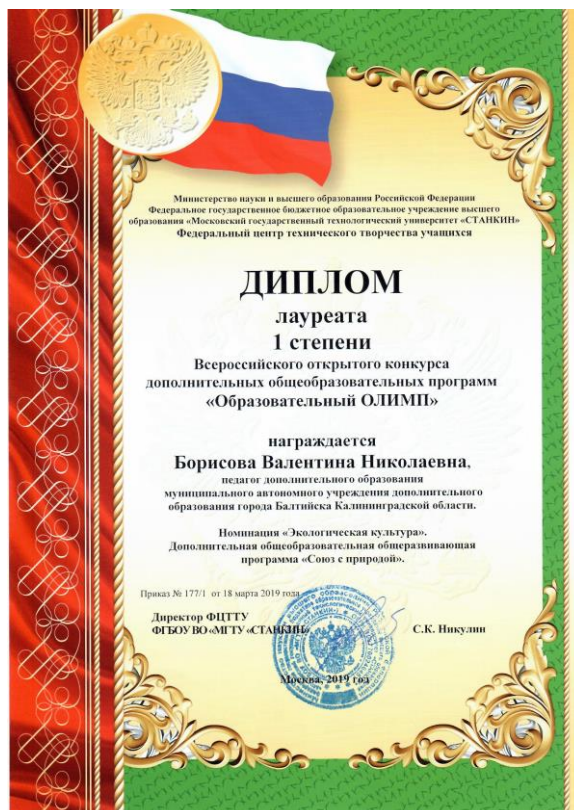 Министерство науки и высшего образования Российской Федерации
Федеральное государственное бюджетное образовательное учреждение высшего
образования «Московский государственный технологический университет «СТАНКИН»
Федеральный центр технического творчества учащихся
ДИПЛОМ
лауреата
1 степени
Всероссийского открытого конкурса
дополнительных общеобразовательных программ
«Образовательный ОЛИМП»
награждается
Борисова Валентина Николаевна,
педагог дополнительного образования
муниципального автономного учреждения дополнительного
образования города Балтийска Калининградской области.
Номинация «Экологическая культура».
Дополнительная общеобразовательная общеразвивающая
программа «Союз с природой».
Приказ № 177/1 от 18 марта 2019 года
Директор ФЦТТУ
ФГБОУ ВО «МГТУ «СТАНКИН» С.К. Никулин
Москва, 2019 год